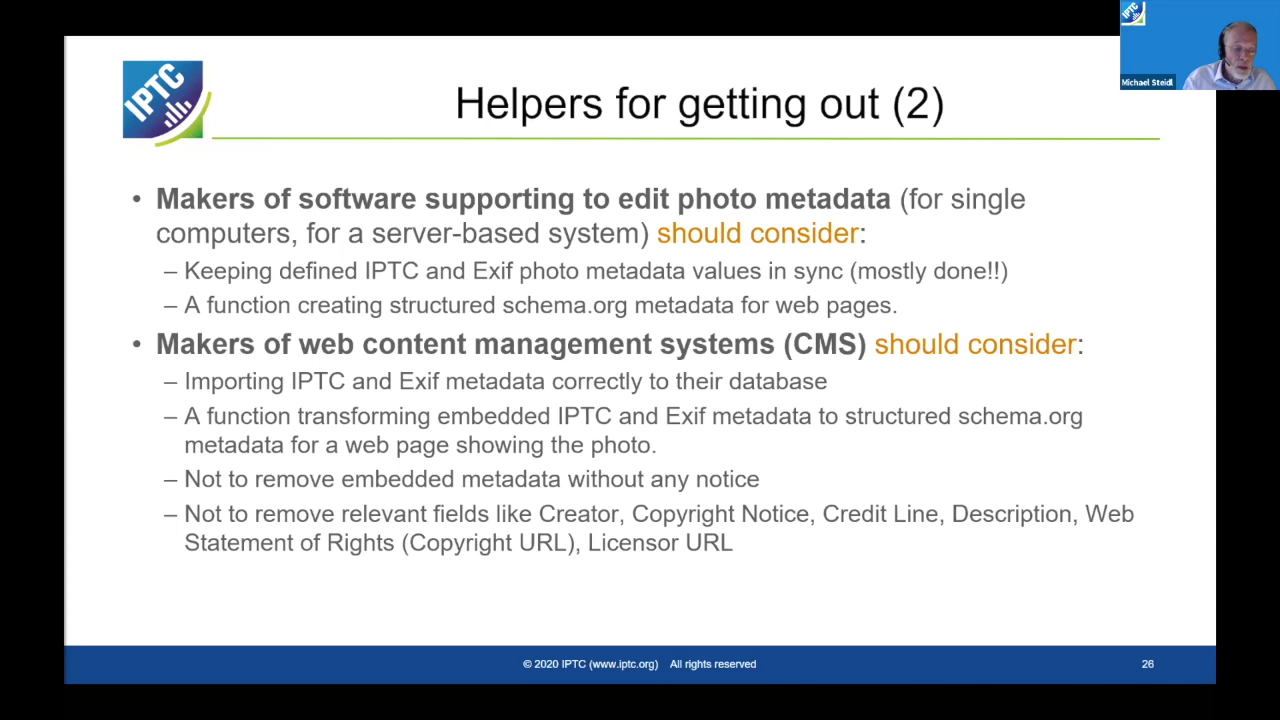 IPTC
Michael Steidl
IPTC
Helpers for getting out (2)
• Makers of software supporting to edit photo metadata (for single
computers, for a server-based system) should consider:
– Keeping defined IPTC and Exif photo metadata values in sync (mostly done!!)
– A function creating structured schema.org metadata for web pages.
• Makers of web content management systems (CMS) should consider:
– Importing IPTC and Exif metadata correctly to their database
– A function transforming embedded IPTC and Exif metadata to structured schema.org
metadata for a web page showing the photo.
– Not to remove embedded metadata without any notice
– Not to remove relevant fields like Creator, Copyright Notice, Credit Line, Description, Web
Statement of Rights (Copyright URL), Licensor URL
© 2020 IPTC (www.iptc.org) All rights reserved
26